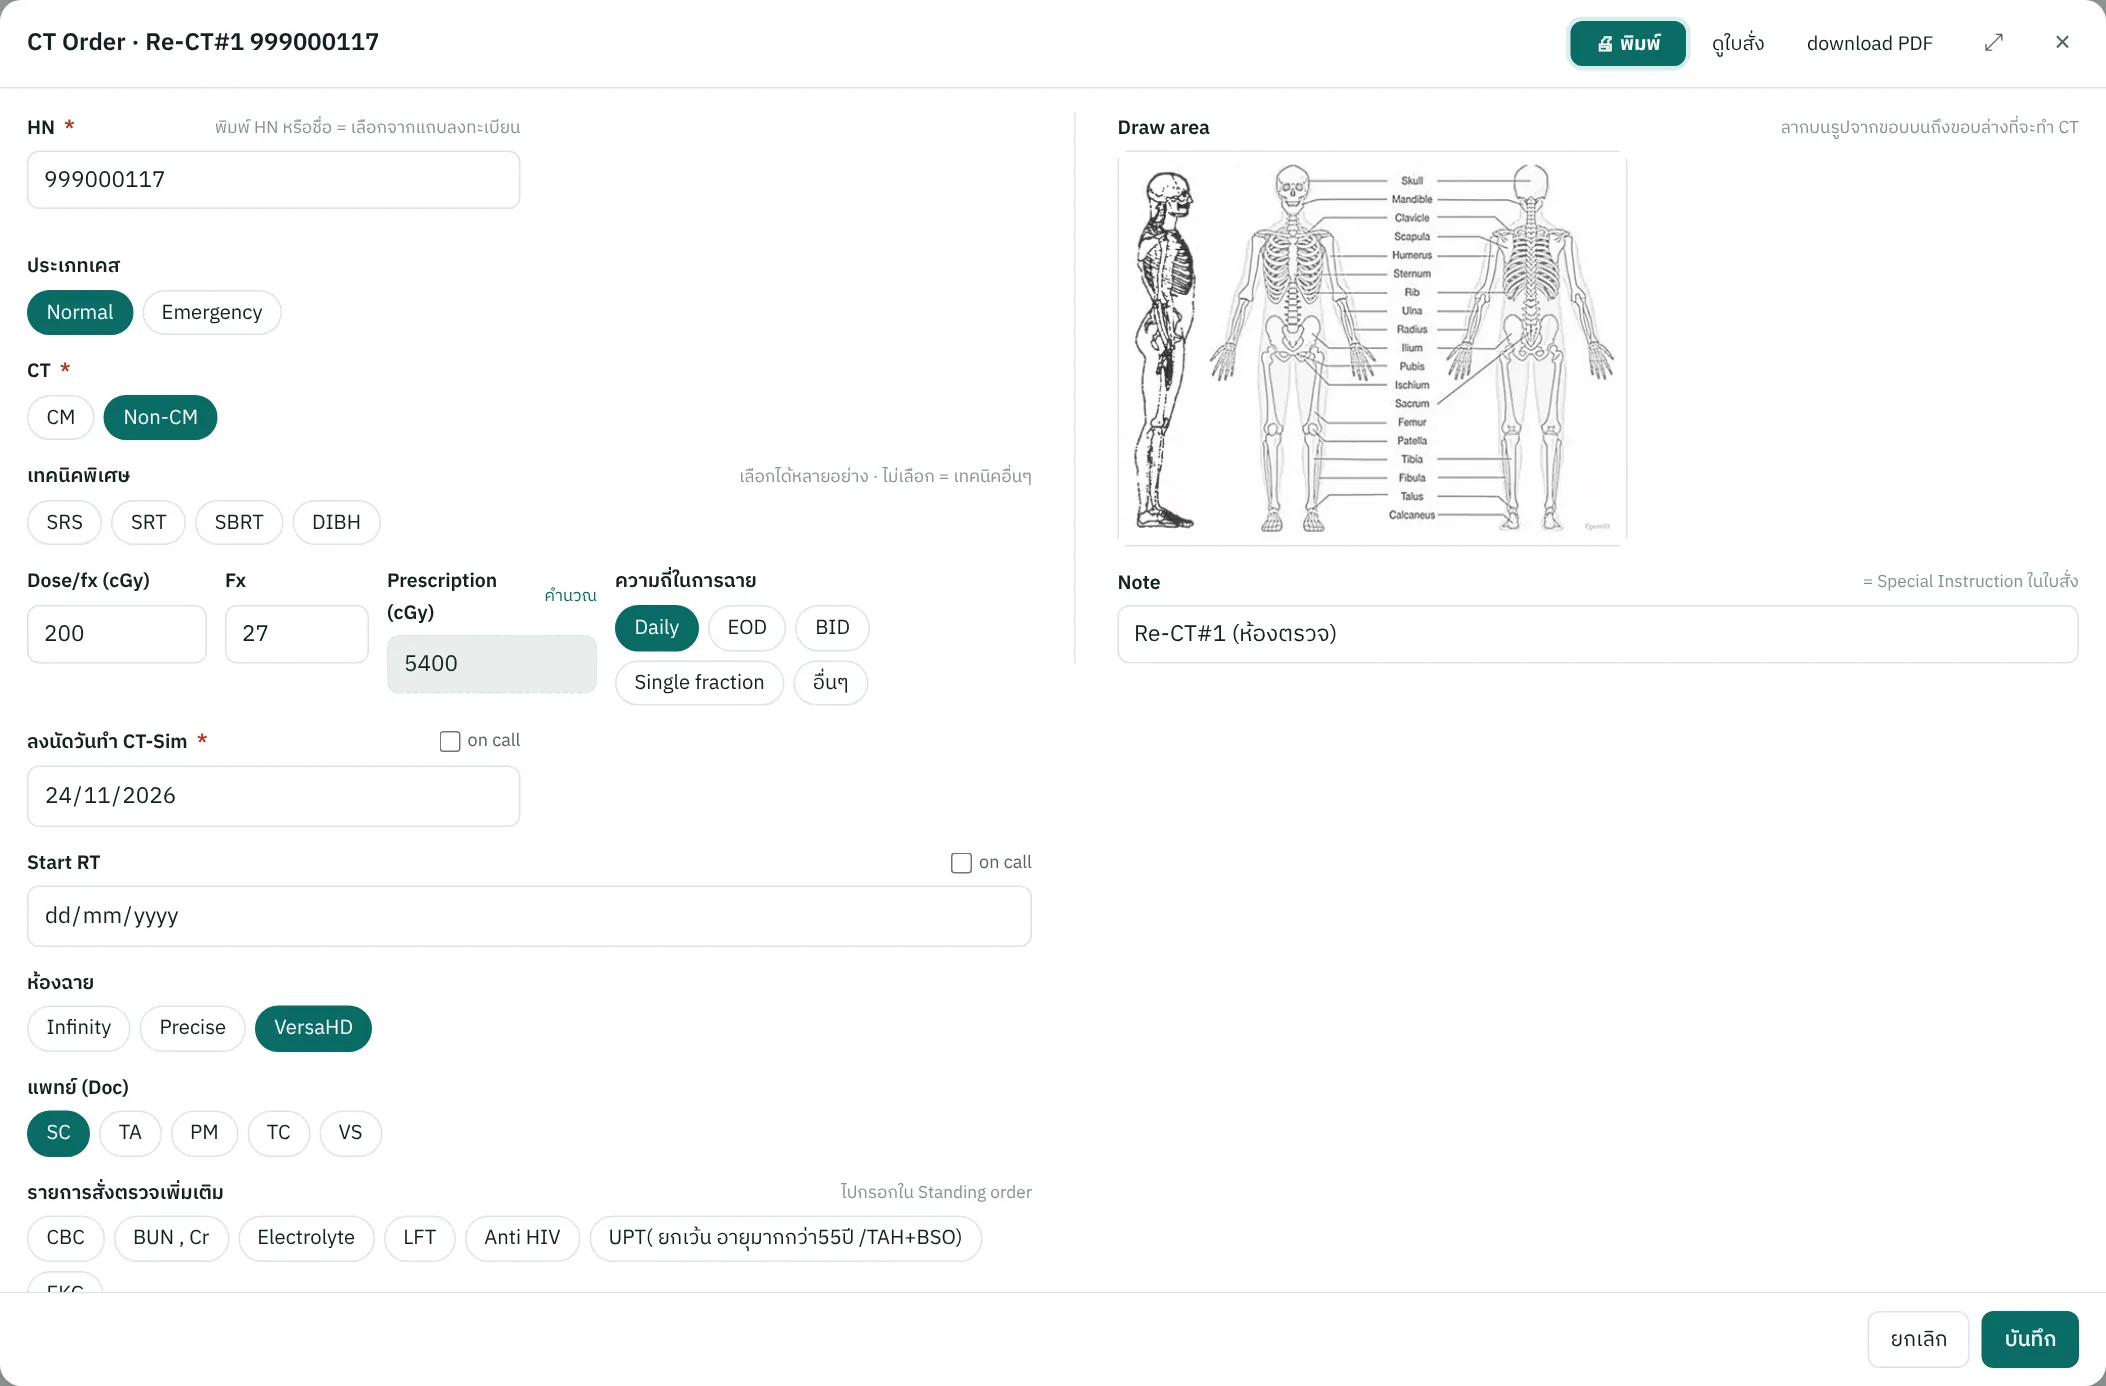 CT Order · Re-CT#1 999000117
พิมพ์
ดูใบสั่ง
download PDF
HN *
พิมพ์ HN หรือชื่อ = เลือกจากแถบลงทะเบียน
999000117
ประเภทเคส
Normal
Emergency
CT *
CM
Non-CM
เทคนิคพิเศษ
เลือกได้หลายอย่าง · ไม่เลือก = เทคนิคอื่นๆ
SRS
SRT
SBRT
DIBH
Dose/fx (cGy)
200
Fx
27
Prescription
(cGy)
คำนวณ
5400
ความถี่ในการฉาย
Daily
EOD
BID
Single fraction
อื่นๆ
ลงนัดวันทำ CT-Sim *
on call
24/11/2026
Start RT
on call
dd/mm/yyyy
ห้องฉาย
Infinity
Precise
VersaHD
แพทย์ (Doc)
SC
TA
PM
TC
VS
รายการสั่งตรวจเพิ่มเติม
ไปกรอกใน Standing order
CBC
BUN , Cr
Electrolyte
LFT
Anti HIV
UPT( ยกเว้น อายุมากกว่า55ปี /TAH+BSO)
EKG
Draw area
ลากบนรูปจากขอบบนถึงขอบล่างที่จะทำ CT
Skull
Mandible
Clavicle
Scapula
Humerus
Sternum
Rib
Ulna
Radius
Ilium
Pubis
Ischium
Sacrum
Femur
Patella
Tibia
Fibula
Talus
Calcaneus
Note
= Special Instruction ในใบสั่ง
Re-CT#1 (ห้องตรวจ)
ยกเลิก
บันทึก